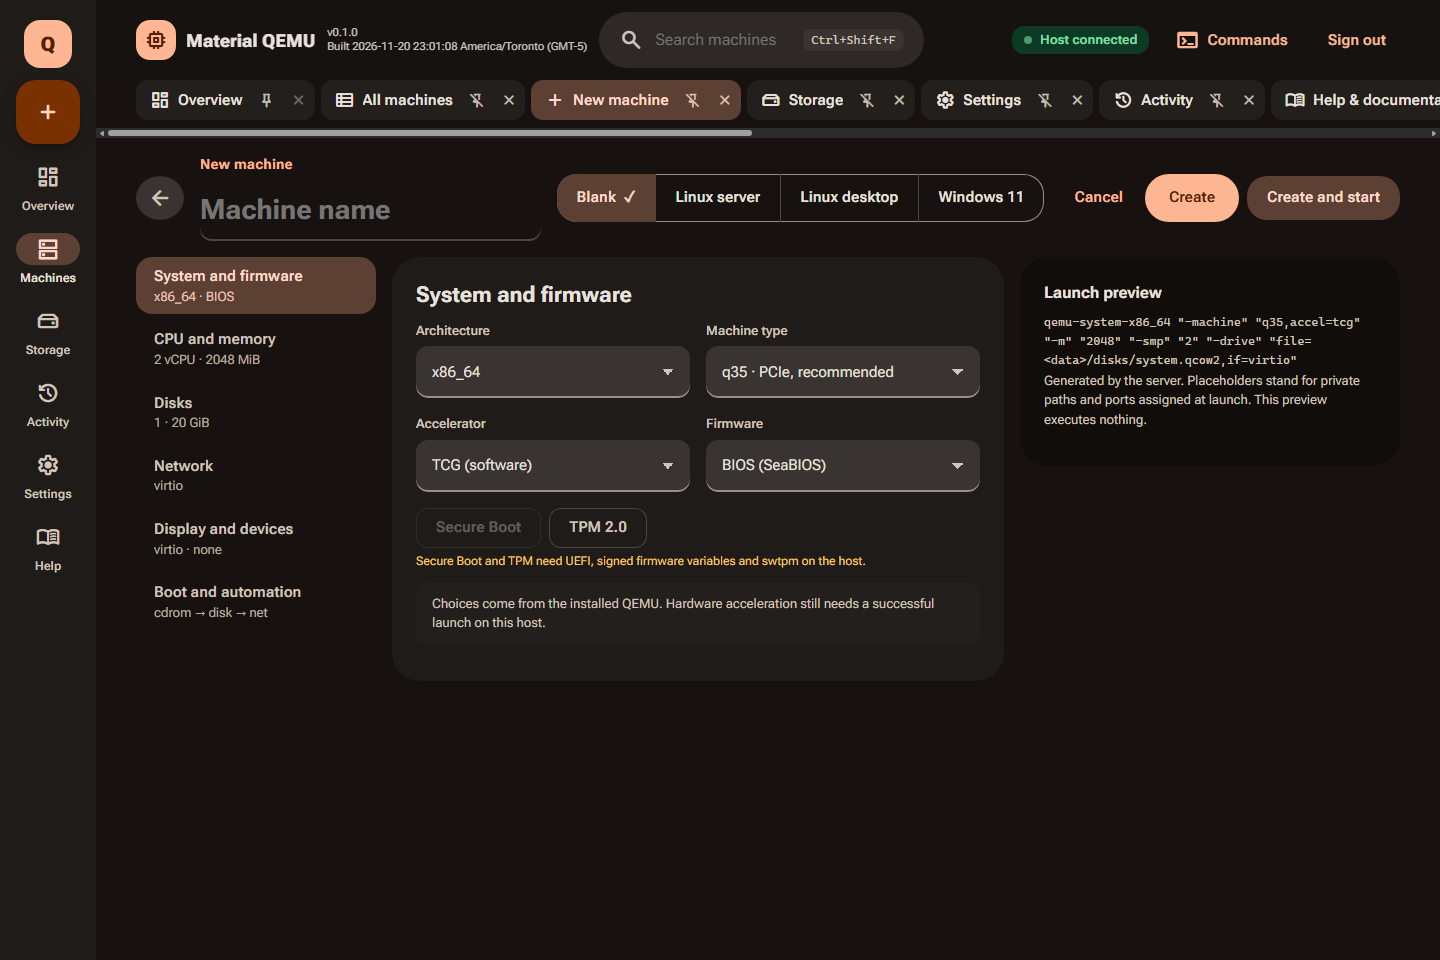 Q
Material QEMU
v0.1.0
Built 2026-11-20 23:01:08 America/Toronto (GMT-5)
Search machines
Ctrl+Shift+F
Host connected
Commands
Sign out
Overview
All machines
New machine
Storage
Settings
Activity
Help & documenta
Overview
Machines
Storage
Activity
Settings
Help
New machine
Machine name
Blank ✓
Linux server
Linux desktop
Windows 11
Cancel
Create
Create and start
System and firmware
x86_64 · BIOS
CPU and memory
2 vCPU · 2048 MiB
Disks
1 · 20 GiB
Network
virtio
Display and devices
virtio · none
Boot and automation
cdrom → disk → net
System and firmware
Architecture
x86_64
Machine type
q35 · PCIe, recommended
Accelerator
TCG (software)
Firmware
BIOS (SeaBIOS)
Secure Boot
TPM 2.0
Secure Boot and TPM need UEFI, signed firmware variables and swtpm on the host.
Choices come from the installed QEMU. Hardware acceleration still needs a successful
launch on this host.
Launch preview
qemu-system-x86_64 "-machine" "q35,accel=tcg"
"-m" "2048" "-smp" "2" "-drive" "file=
<data>/disks/system.qcow2,if=virtio"
Generated by the server. Placeholders stand for private
paths and ports assigned at launch. This preview
executes nothing.